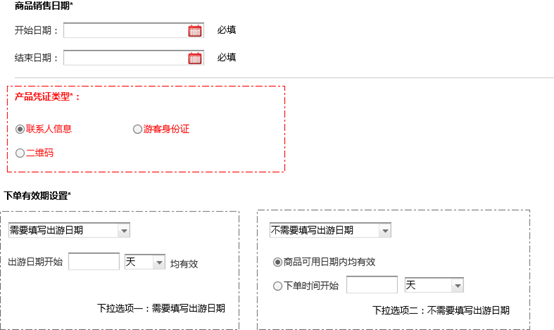 商品销售日期*
开始日期： 必填
结束日期： 必填
产品凭证类型*：
联系人信息 游客身份证
二维码
下单有效期设置*
需要填写出游日期
出游日期开始 天 均有效
下拉选项一：需要填写出游日期
不需要填写出游日期
商品可用日期内均有效
下单时间开始 天
下拉选项二：不需要填写出游日期